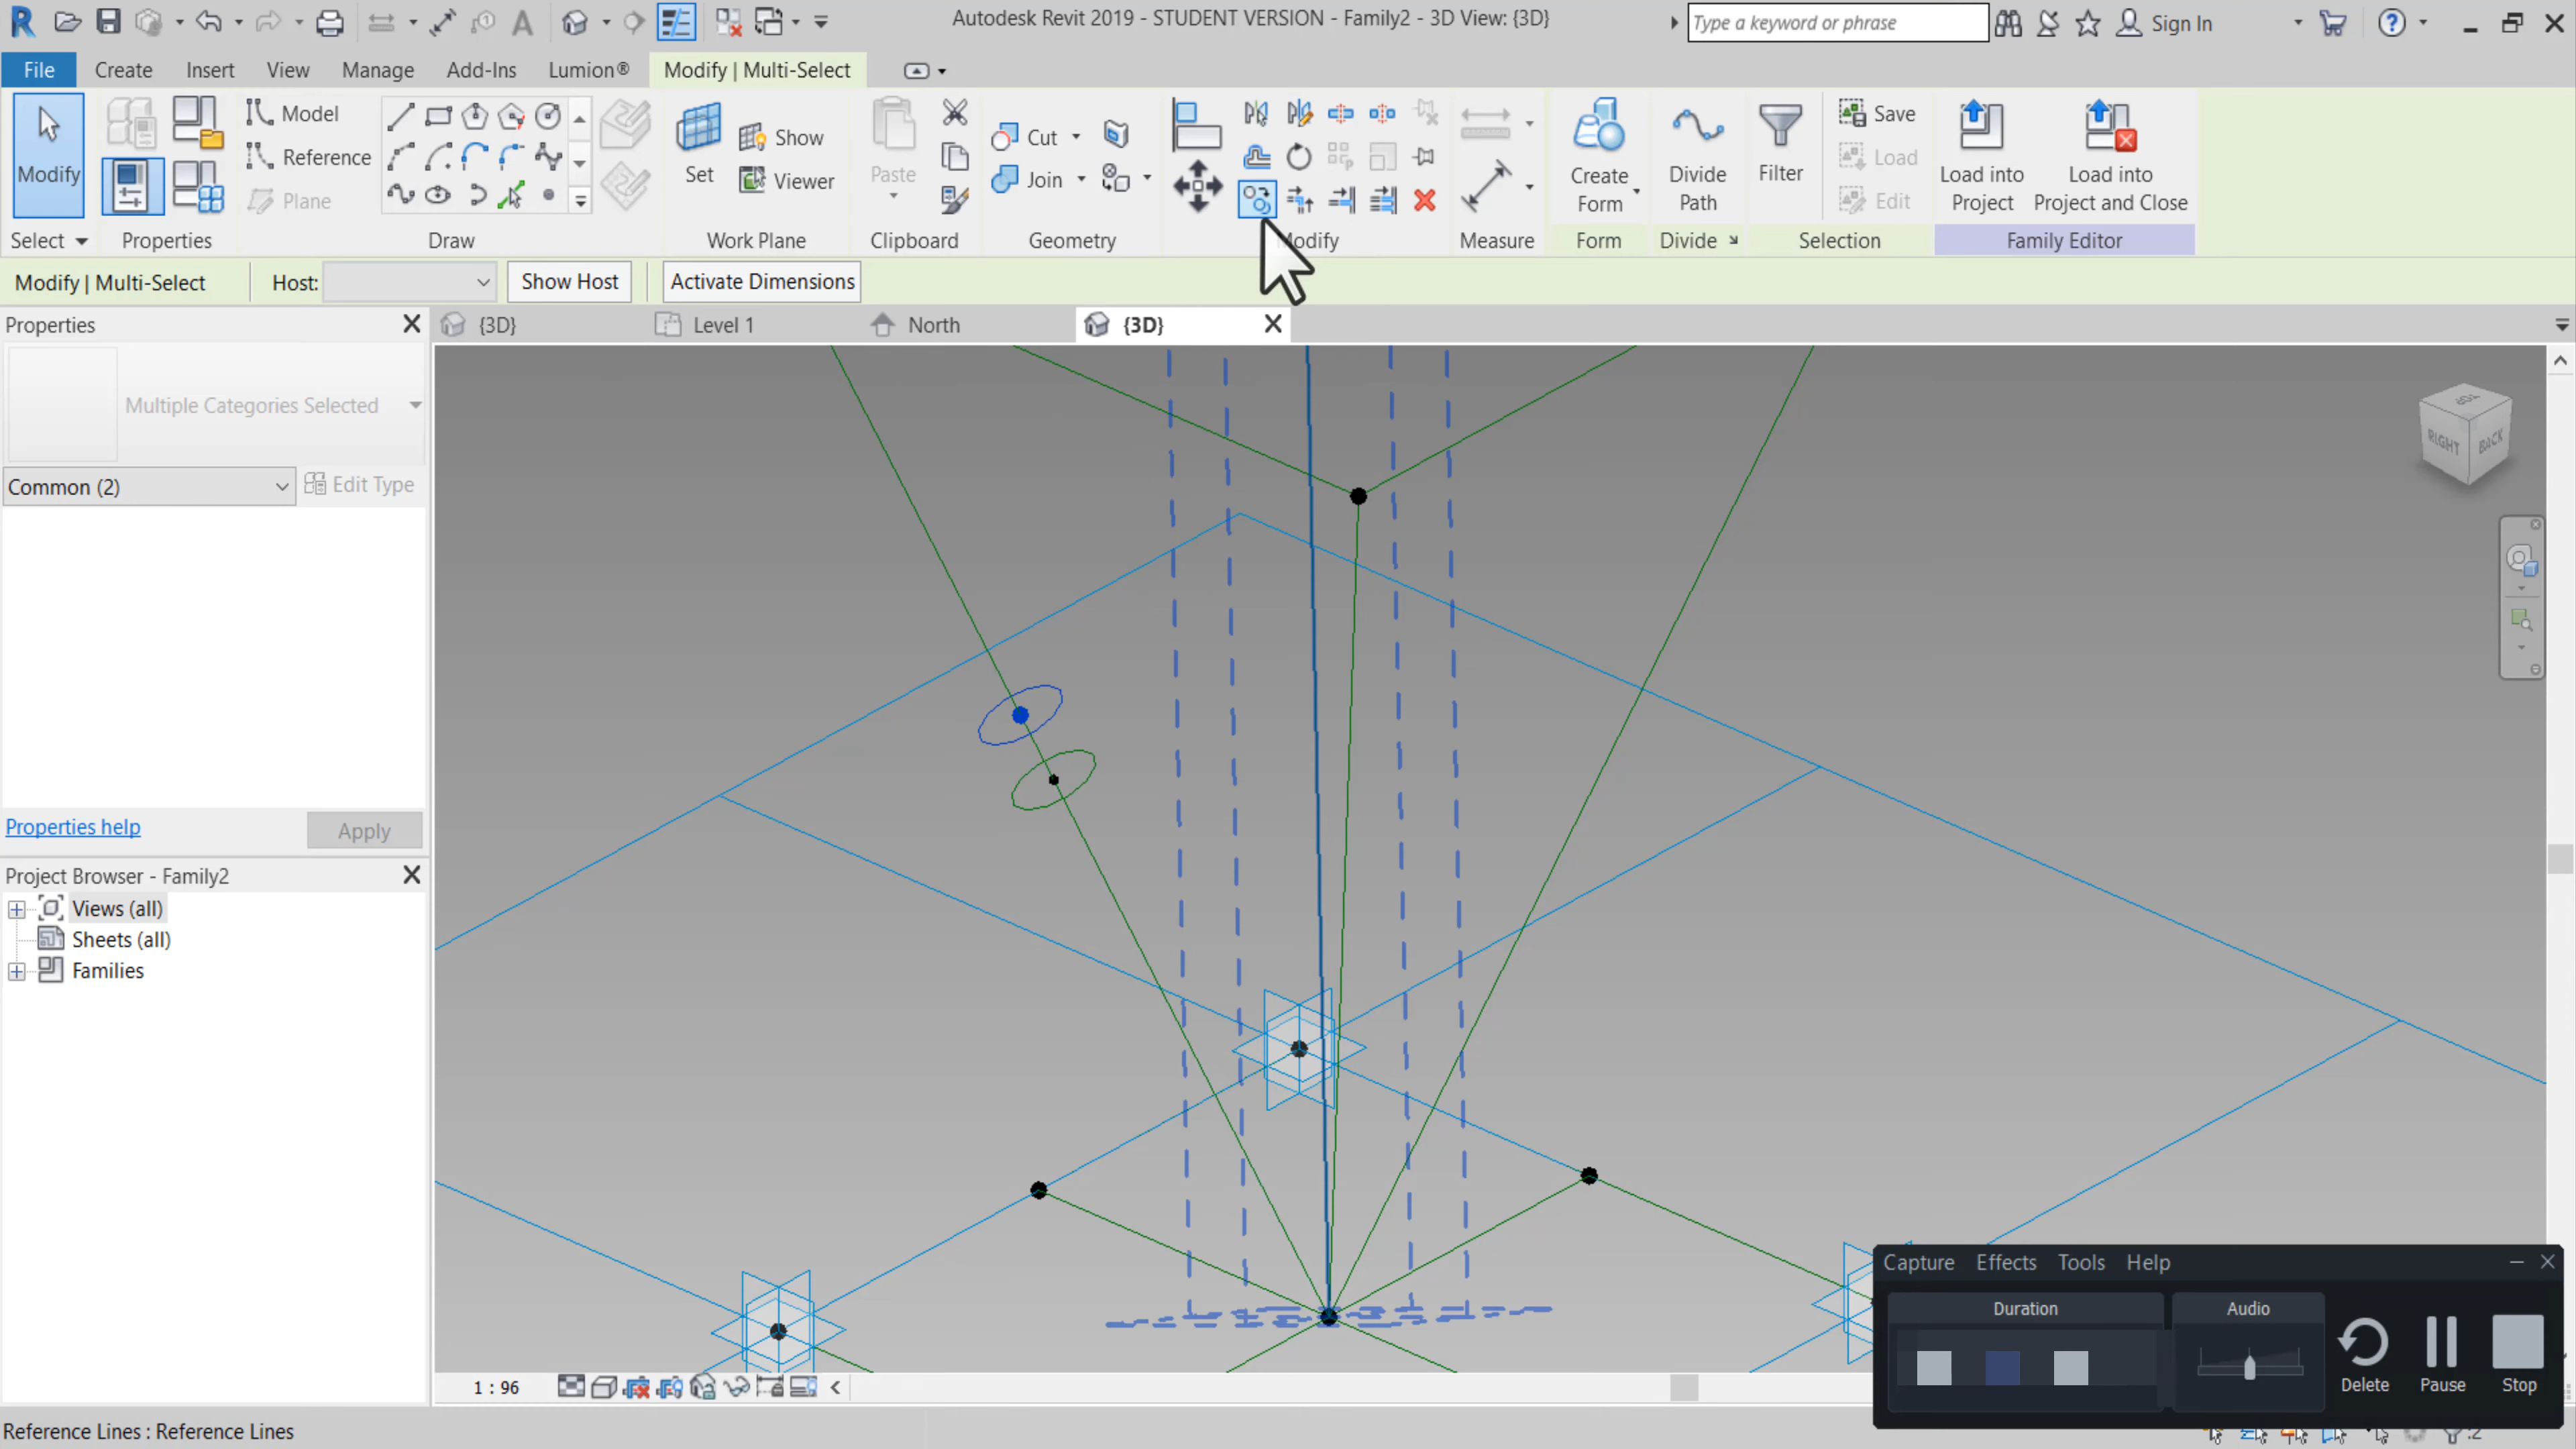 Autodesk Revit 2019 - STUDENT VERSION - Family2 - 3D View: {3D}
Type a keyword or phrase
Sign In
File Create Insert View Manage Add-Ins Lumion® Modify | Multi-Select
Modify
Model
Reference
Plane
Set
Show
Viewer
Paste
Cut
Join
Create
Form
Divide
Path
Filter
Save
Load
Edit
Load into
Project
Load into
Project and Close
Select Properties Draw Work Plane Clipboard Geometry Modify Measure Form Divide Selection Family Editor
Modify | Multi-Select Host: Show Host Activate Dimensions
Properties
{3D} Level 1 North {3D}
Multiple Categories Selected
Common (2) Edit Type
Properties help Apply
Project Browser - Family2
Views (all)
Sheets (all)
Families
TOP
RIGHT
BACK
1 : 96
Capture Effects Tools Help
Duration
Audio
Delete Pause Stop
Reference Lines : Reference Lines
:2